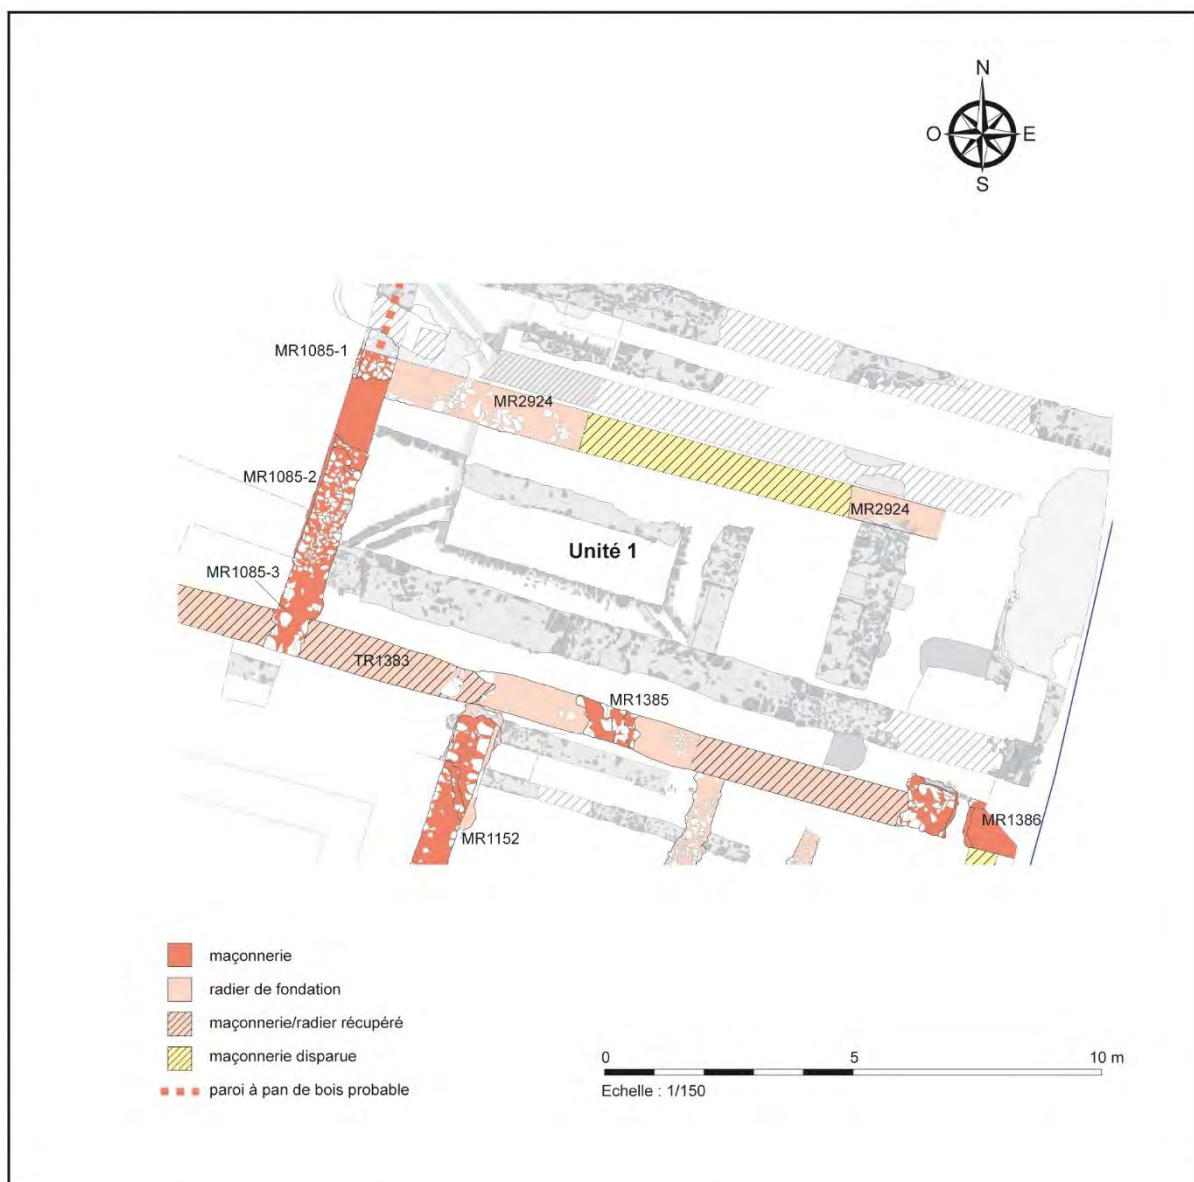 N
O E
S
MR1085-1
MR2924
MR1085-2
MR2924
Unité 1
MR1085-3
TR1383
MR1385
MR1386
MR1152
maçonnerie
radier de fondation
maçonnerie/radier récupéré
maçonnerie disparue
paroi à pan de bois probable
0 5 10 m
Echelle : 1/150